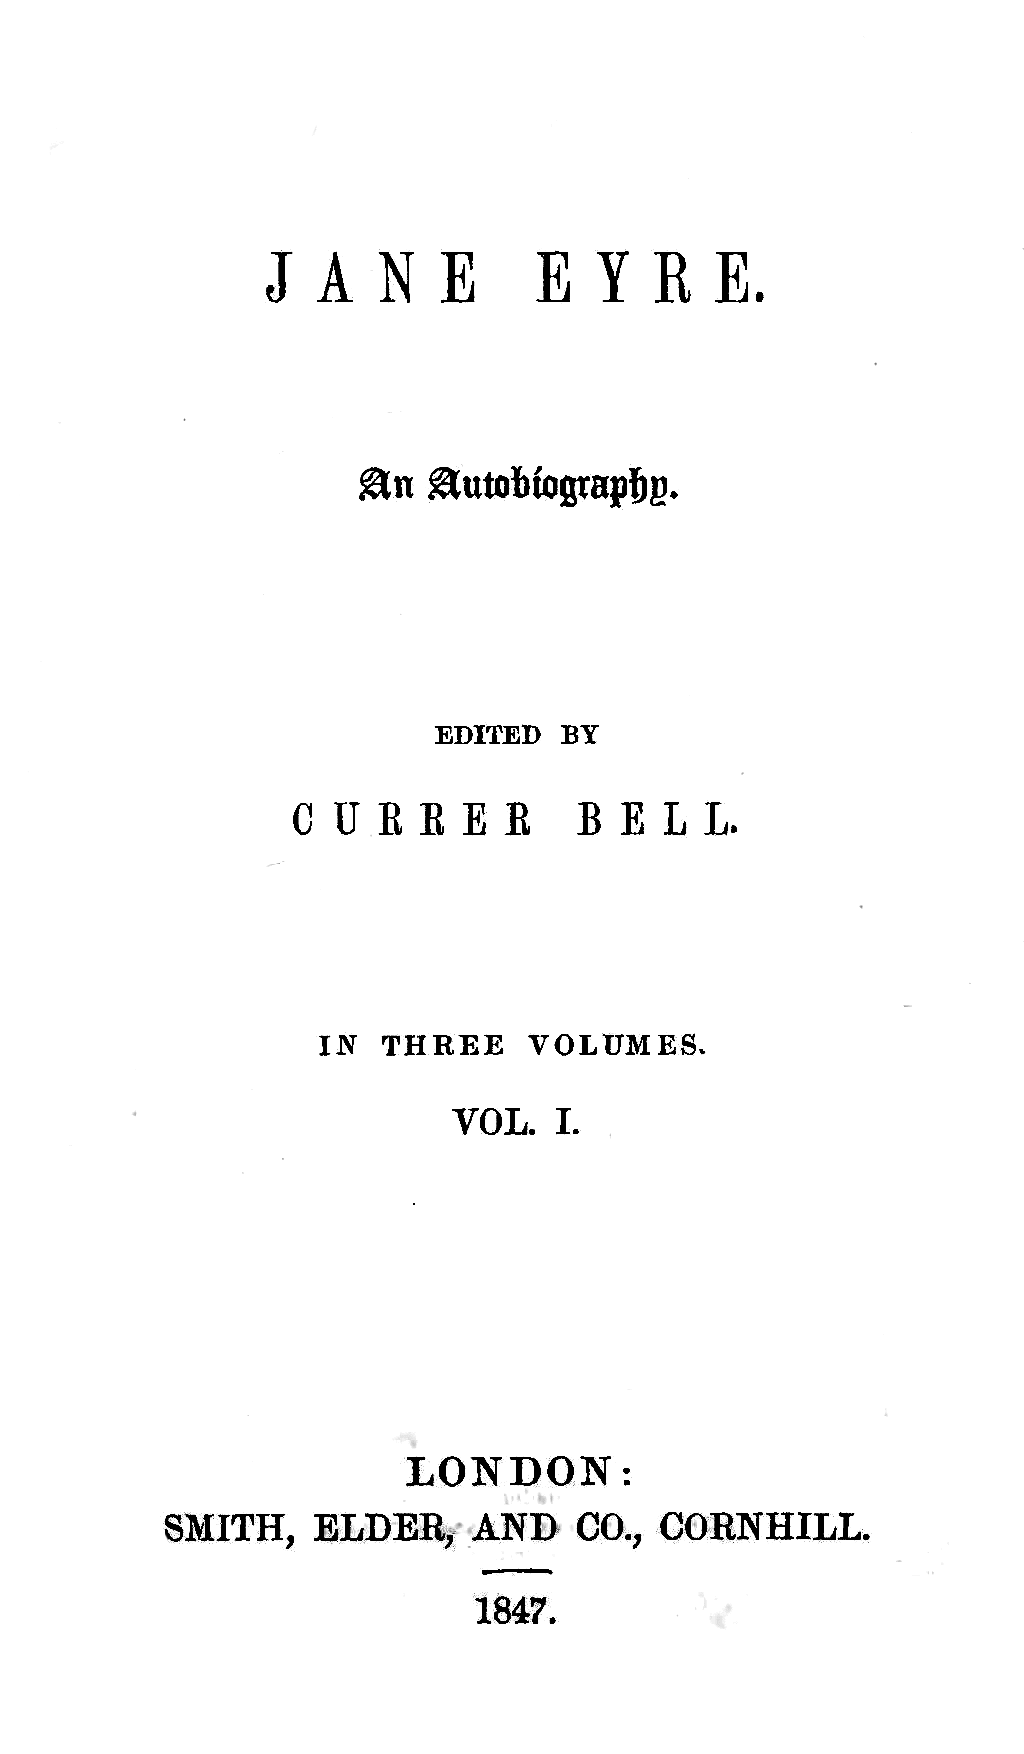 JANE EYRE.
An Autobiography.
EDITED BY
CURRER BELL.
IN THREE VOLUMES.
VOL. I.
LONDON:
SMITH, ELDER, AND CO., CORNHILL.
1847.